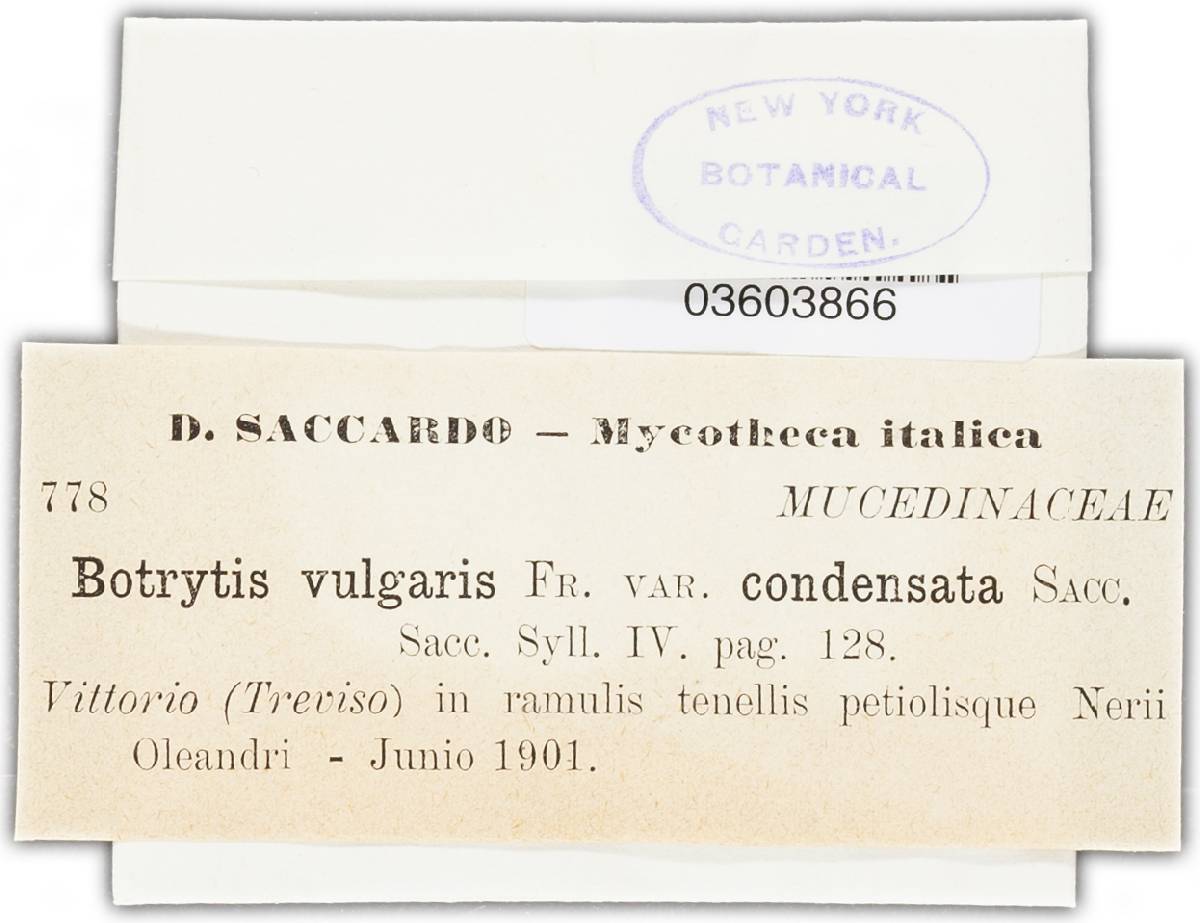 NEW YORK
BOTANICAL
GARDEN.
03603866
D. SACCARDO — Mycotheca italica
778 MUCEDINACEAE
Botrytis vulgaris FR. VAR. condensata SACC.
Sacc. Syll. IV. pag. 128.
Vittorio (Treviso) in ramulis tenellis petiolisque Nerii
Oleandri - Junio 1901.